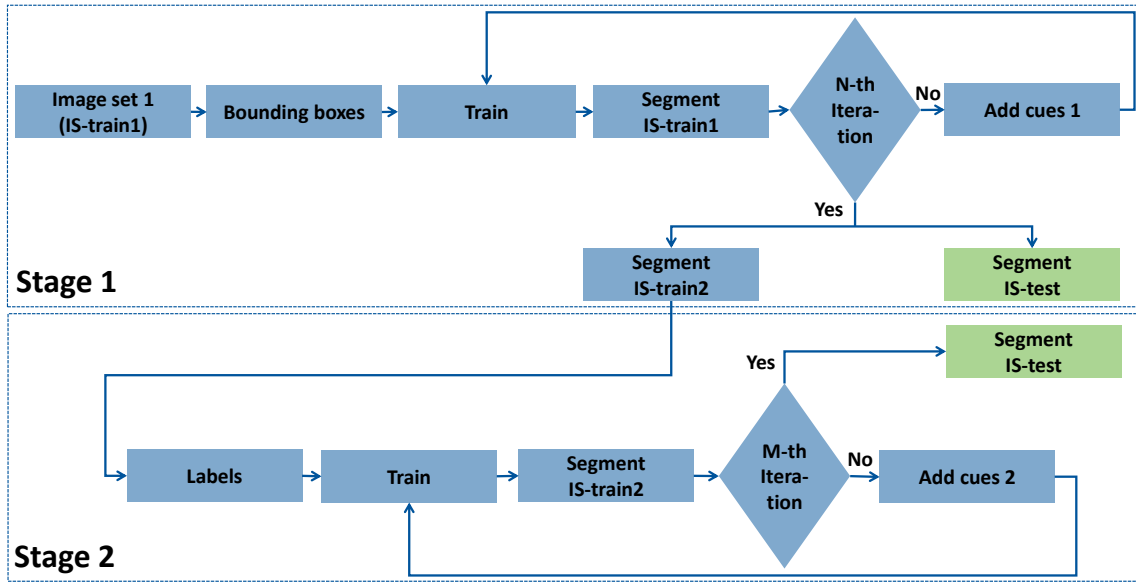 Image set 1
(IS-train1)
Bounding boxes
Train
Segment
IS-train1
N-th
Itera-
tion
No
Add cues 1
Yes
Segment
IS-train2
Segment
IS-test
Stage 1
Segment
IS-test
Yes
Labels
Train
Segment
IS-train2
M-th
Itera-
tion
No
Add cues 2
Stage 2